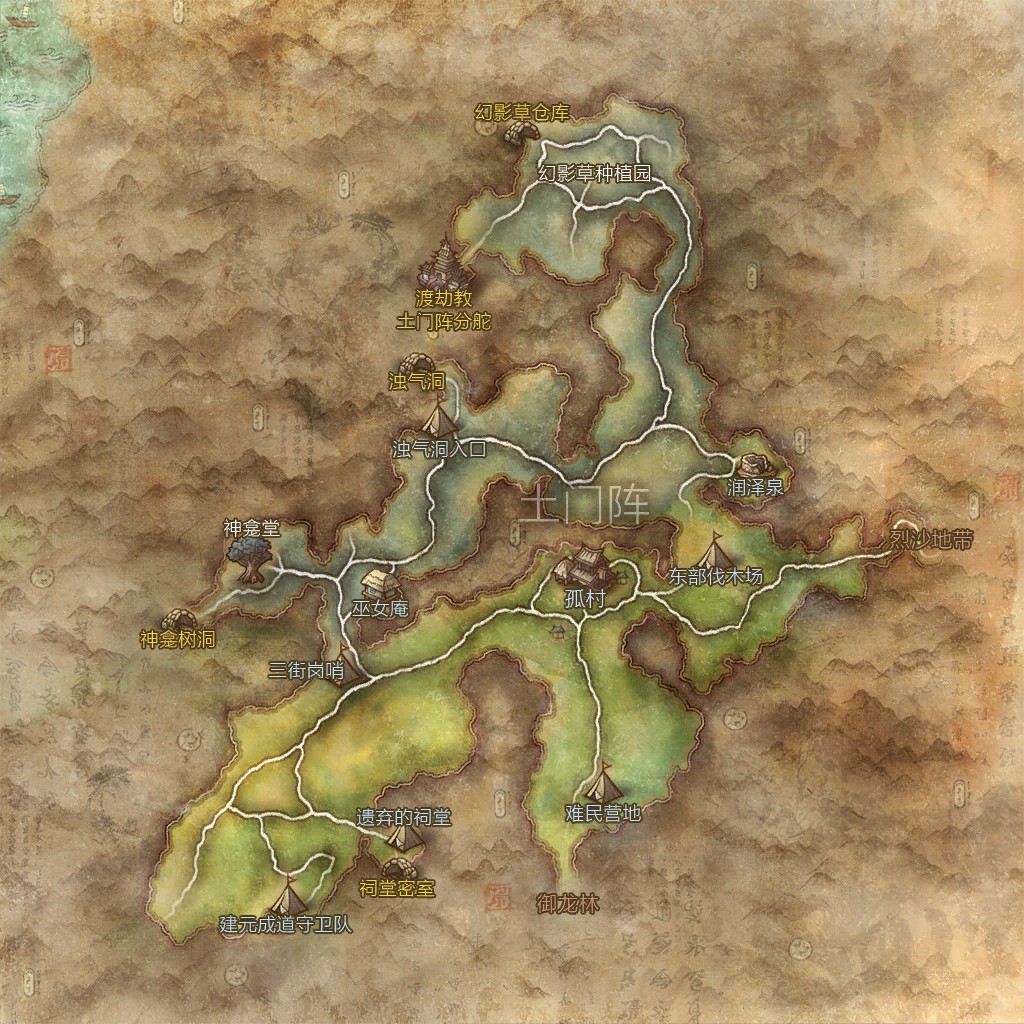 幻影草仓库
幻影草种植园
渡劫教
土门阵分舵
浊气洞
浊气洞入口
润泽泉
土门阵
神龛堂
烈沙地带
东部伐木场
孤村
巫女庵
神龛树洞
三街岗哨
遗弃的祠堂
难民营地
祠堂密室
御龙林
建元成道守卫队